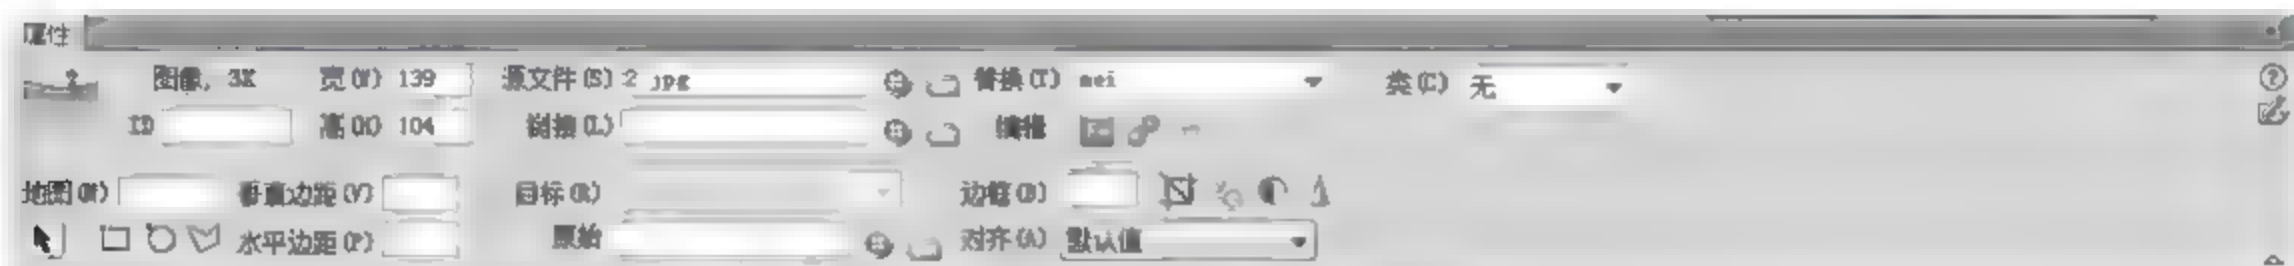 属性
图像, 3K 宽(W) 139 源文件(S) 2 jpg 替换(T) mei 类(C) 无
ID 高(H) 104 链接(L) 编辑
地图(M) 垂直边距(V) 目标(R) 边框(B)
水平边距(P) 原始 对齐(A) 默认值